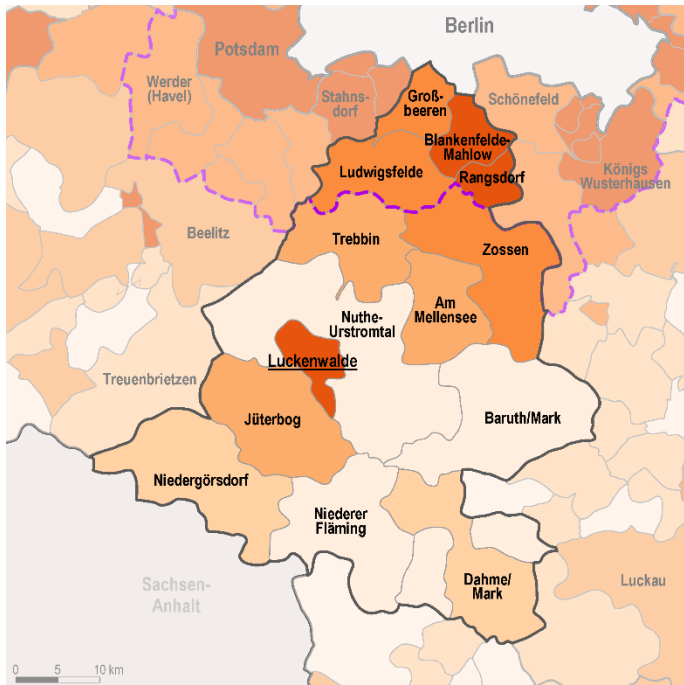 Berlin
Potsdam
Werder
(Havel)
Stahns-
dorf
Groß-
beeren
Schönefeld
Blankenfelde-
Mahlow
Ludwigsfelde
Rangsdorf
Königs
Wusterhausen
Beelitz
Trebbin
Zossen
Am
Mellensee
Nuthe-
Urstromtal
Luckenwalde
Treuenbrietzen
Jüterbog
Baruth/Mark
Niedergörsdorf
Niederer
Fläming
Sachsen-
Anhalt
Dahme/
Mark
Luckau
0 5 10 km